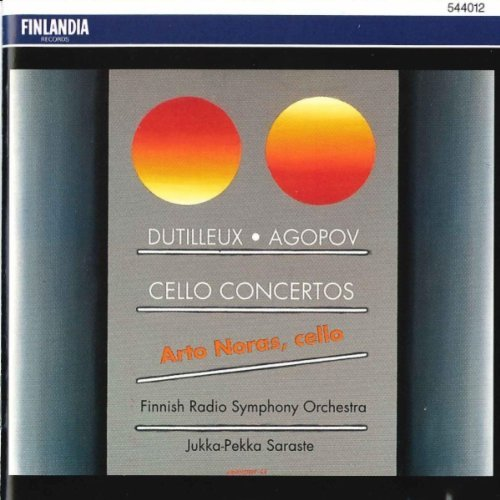 544012
FINLANDIA
RECORDS
DUTILLEUX • AGOPOV
CELLO CONCERTOS
Arto Noras, cello
Finnish Radio Symphony Orchestra
Jukka-Pekka Saraste